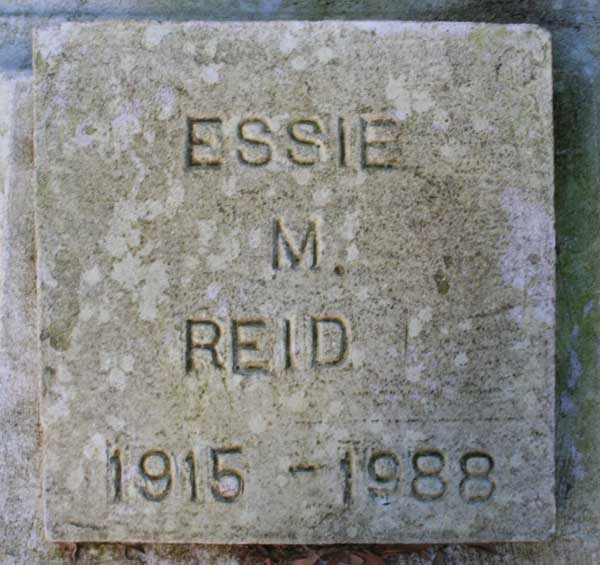 ESSIE
M.
REID
1915 - 1988